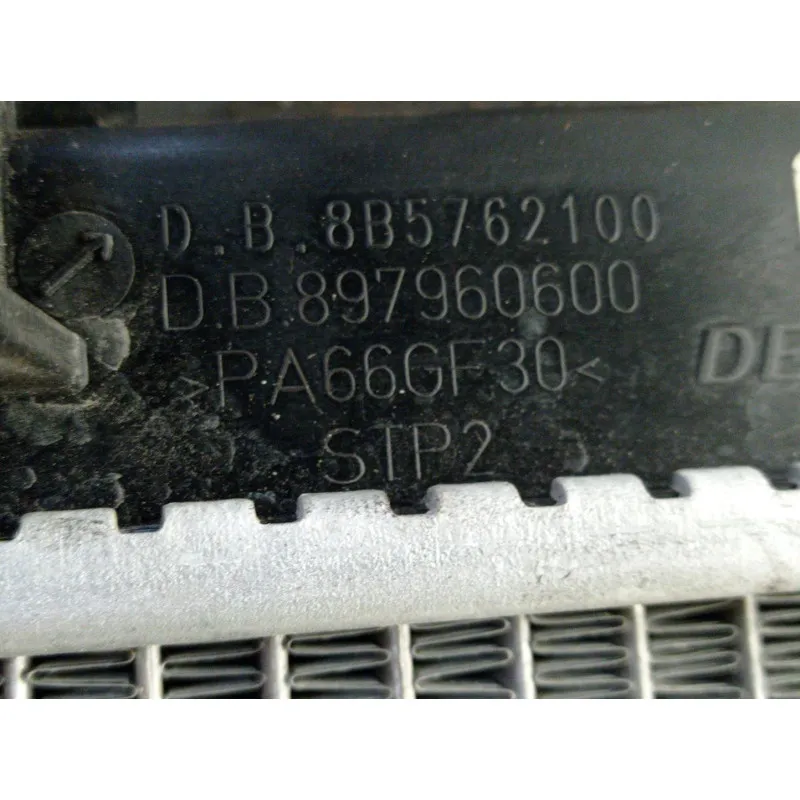 D.B.8B5762100
D.B 897960600
>PA66GF30<
DE
STP2